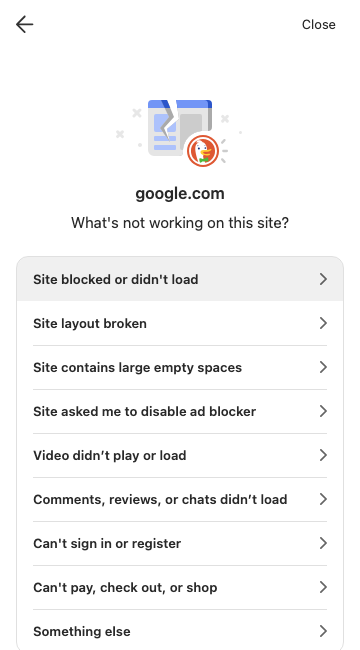 Close
google.com
What's not working on this site?
Site blocked or didn't load
Site layout broken
Site contains large empty spaces
Site asked me to disable ad blocker
Video didn’t play or load
Comments, reviews, or chats didn’t load
Can't sign in or register
Can't pay, check out, or shop
Something else